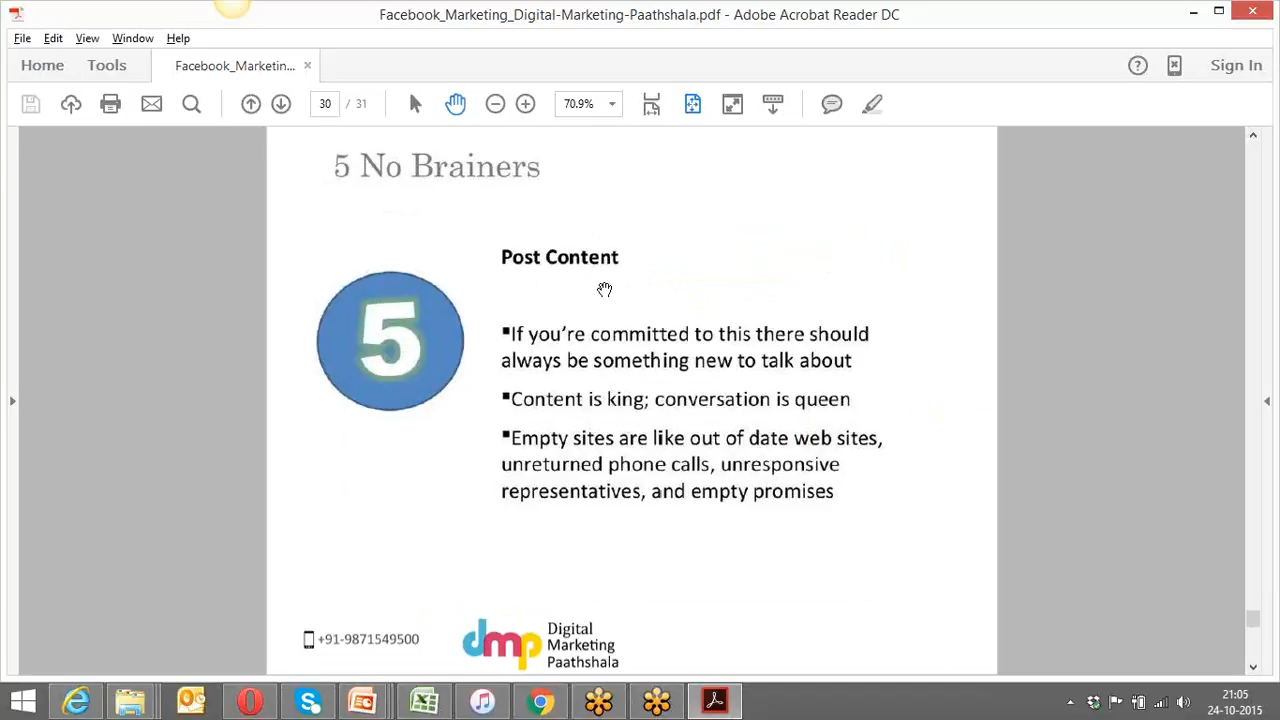 Facebook_Marketing_Digital-Marketing-Paathshala.pdf - Adobe Acrobat Reader DC
File Edit View Window Help
Home Tools Facebook_Marketin... × Sign In
30 / 31 70.9%
5 No Brainers
Post Content
5
▪If you're committed to this there should
always be something new to talk about
▪Content is king; conversation is queen
▪Empty sites are like out of date web sites,
unreturned phone calls, unresponsive
representatives, and empty promises
+91-9871549500
dmp Digital
Marketing
Paathshala
21:05
24-10-2015